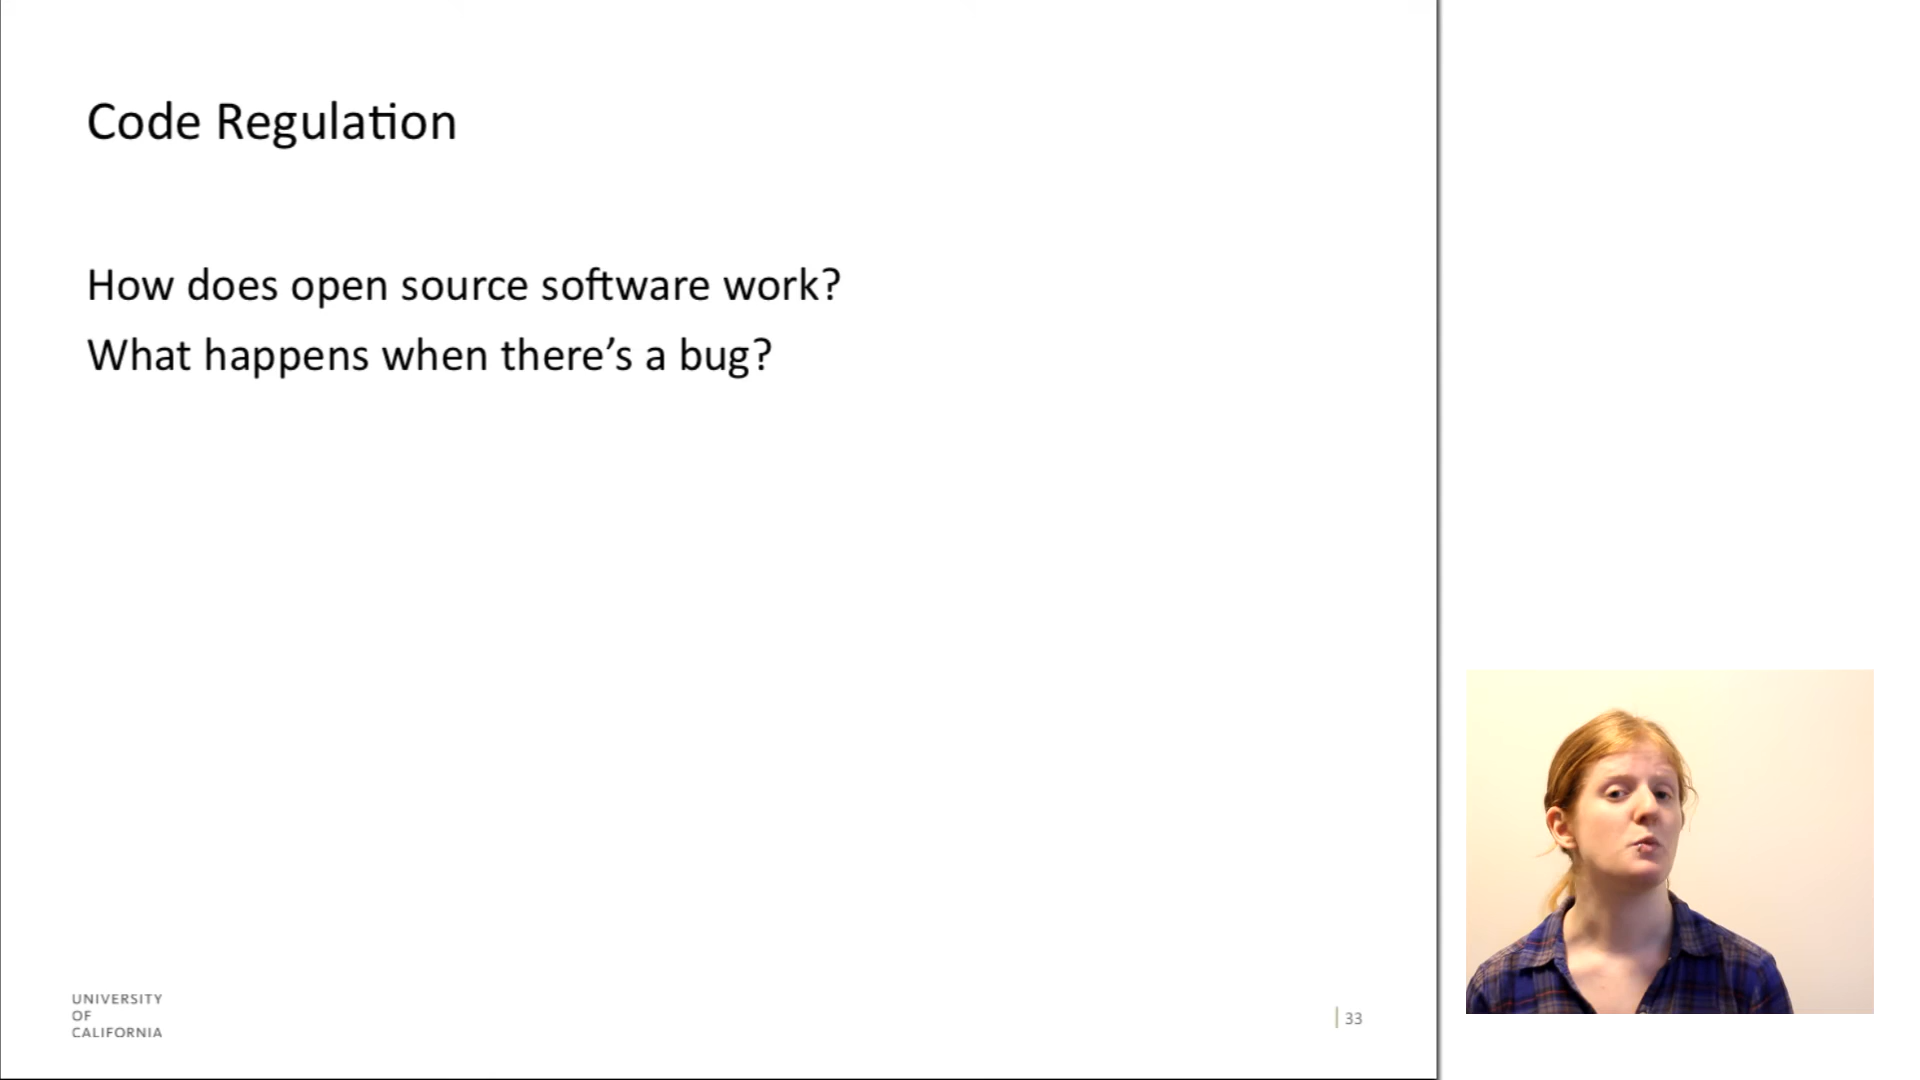 Code Regulation
How does open source software work?
What happens when there’s a bug?
UNIVERSITY
OF
CALIFORNIA
33